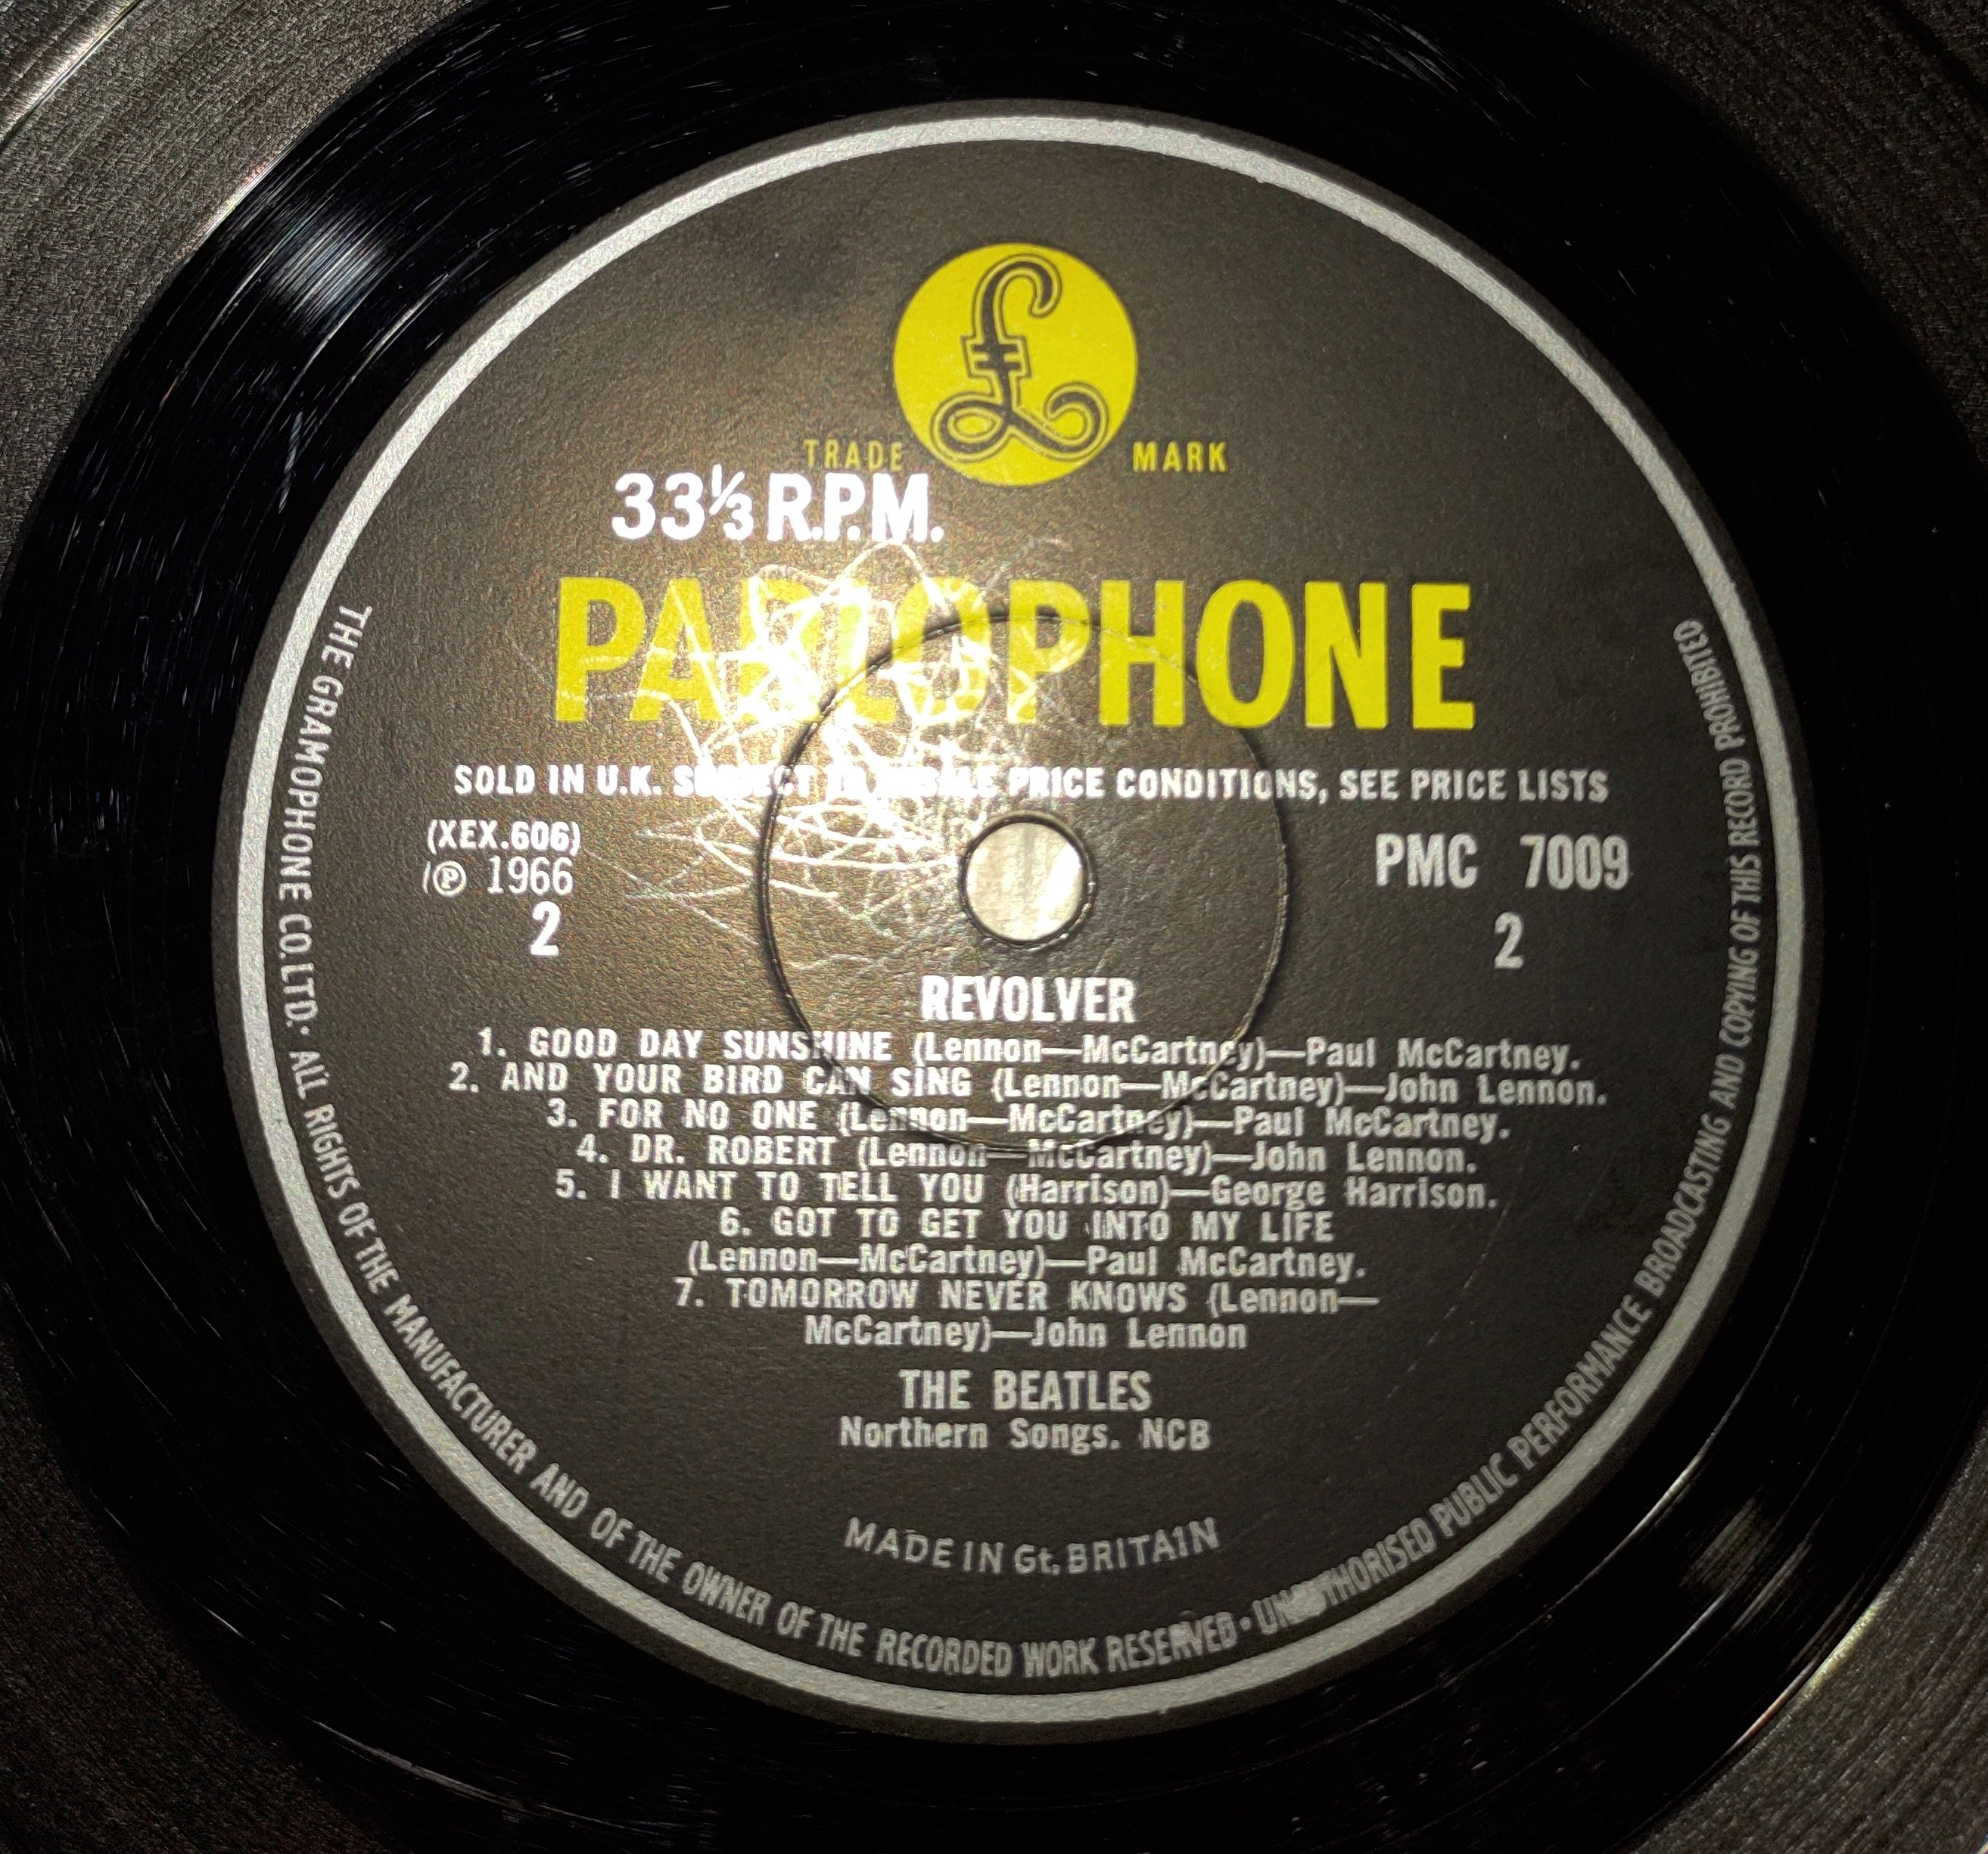 £
TRADE MARK
33⅓ R.P.M.
PARLOPHONE
SOLD IN U.K. SUBJECT TO RESALE PRICE CONDITIONS, SEE PRICE LISTS
(XEX.606)
℗ 1966
2
PMC 7009
2
REVOLVER
1. GOOD DAY SUNSHINE (Lennon—McCartney)—Paul McCartney.
2. AND YOUR BIRD CAN SING (Lennon—McCartney)—John Lennon.
3. FOR NO ONE (Lennon—McCartney)—Paul McCartney.
4. DR. ROBERT (Lennon—McCartney)—John Lennon.
5. I WANT TO TELL YOU (Harrison)—George Harrison.
6. GOT TO GET YOU INTO MY LIFE
(Lennon—McCartney)—Paul McCartney.
7. TOMORROW NEVER KNOWS (Lennon—
McCartney)—John Lennon
THE BEATLES
Northern Songs. NCB
MADE IN Gt. BRITAIN
THE GRAMOPHONE CO. LTD. • ALL RIGHTS OF THE MANUFACTURER AND OF THE OWNER OF THE RECORDED WORK RESERVED • UNAUTHORISED PUBLIC PERFORMANCE BROADCASTING AND COPYING OF THIS RECORD PROHIBITED